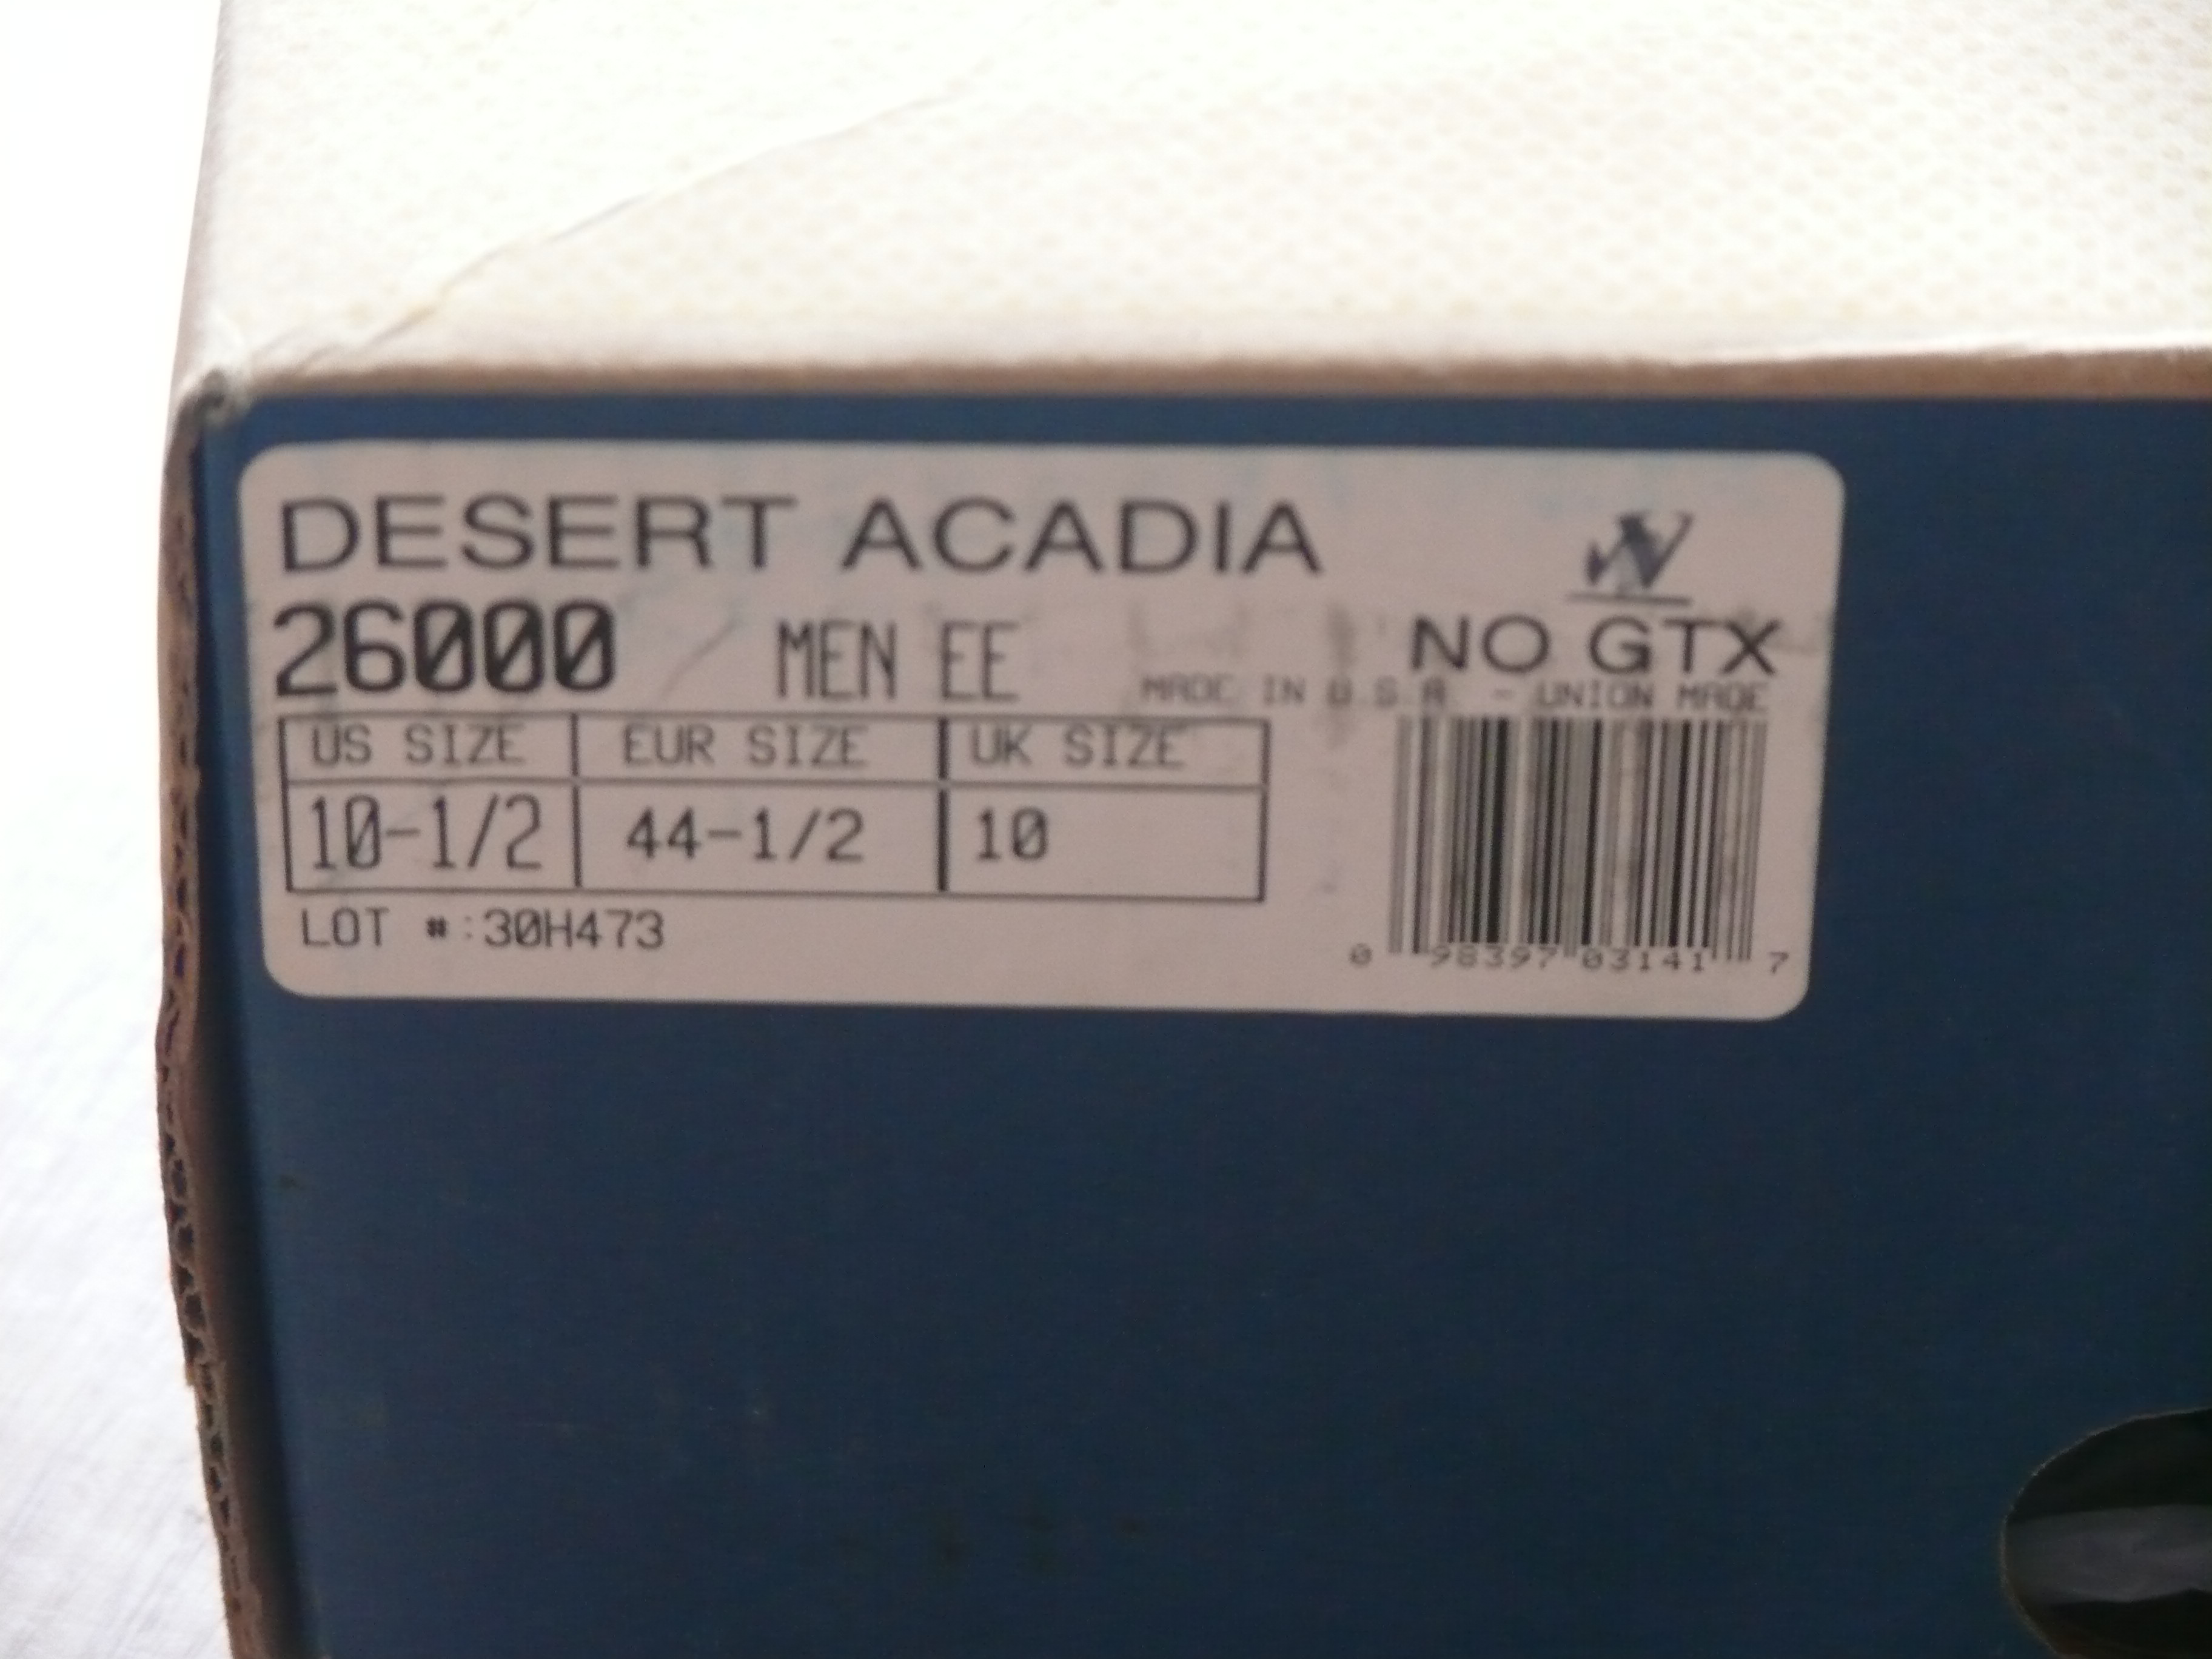 DESERT ACADIA
26000 MEN EE NO GTX
MADE IN U.S.A. - UNION MADE
US SIZE EUR SIZE UK SIZE
10-1/2 44-1/2 10
LOT #:30H473
0 98397 03141 7